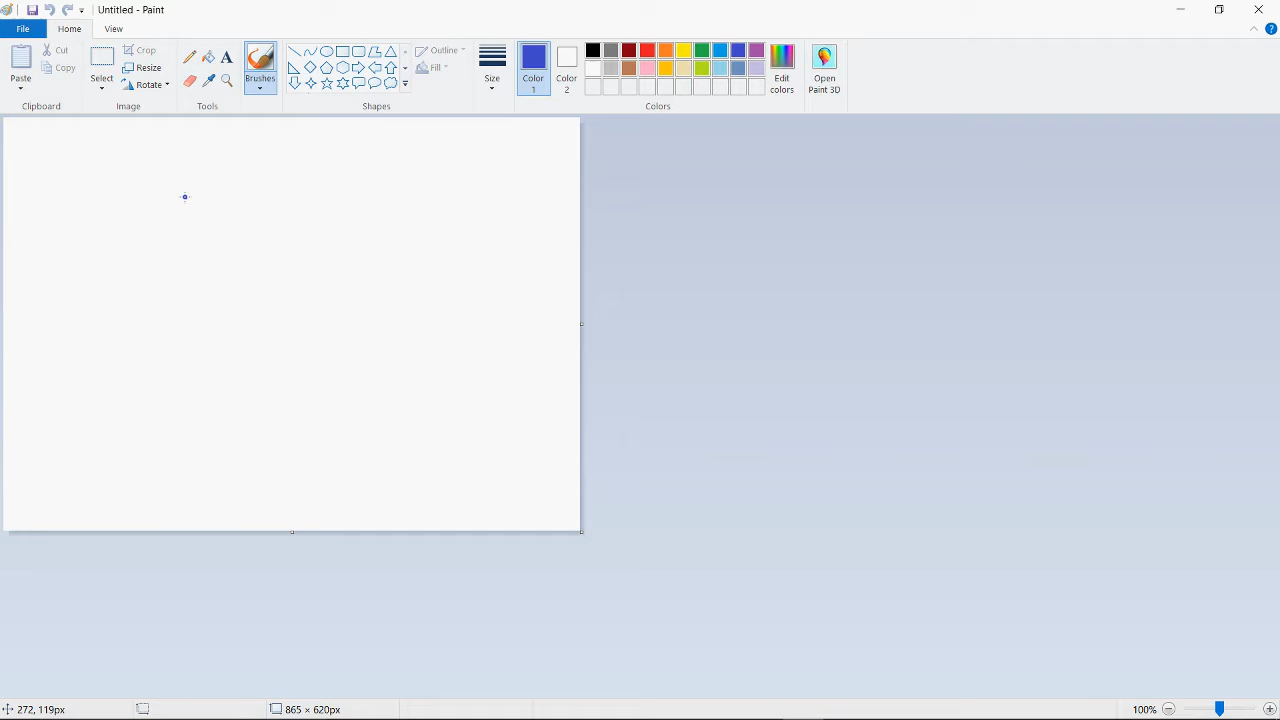 Untitled - Paint
File Home View
Paste
Cut
Copy
Clipboard
Select
Crop
Resize
Rotate
Image
A
Tools
Brushes
Shapes
Outline
Fill
Size
Color 1
Color 2
Colors
Edit colors
Open Paint 3D
?
272, 119px
865 × 620px
100%